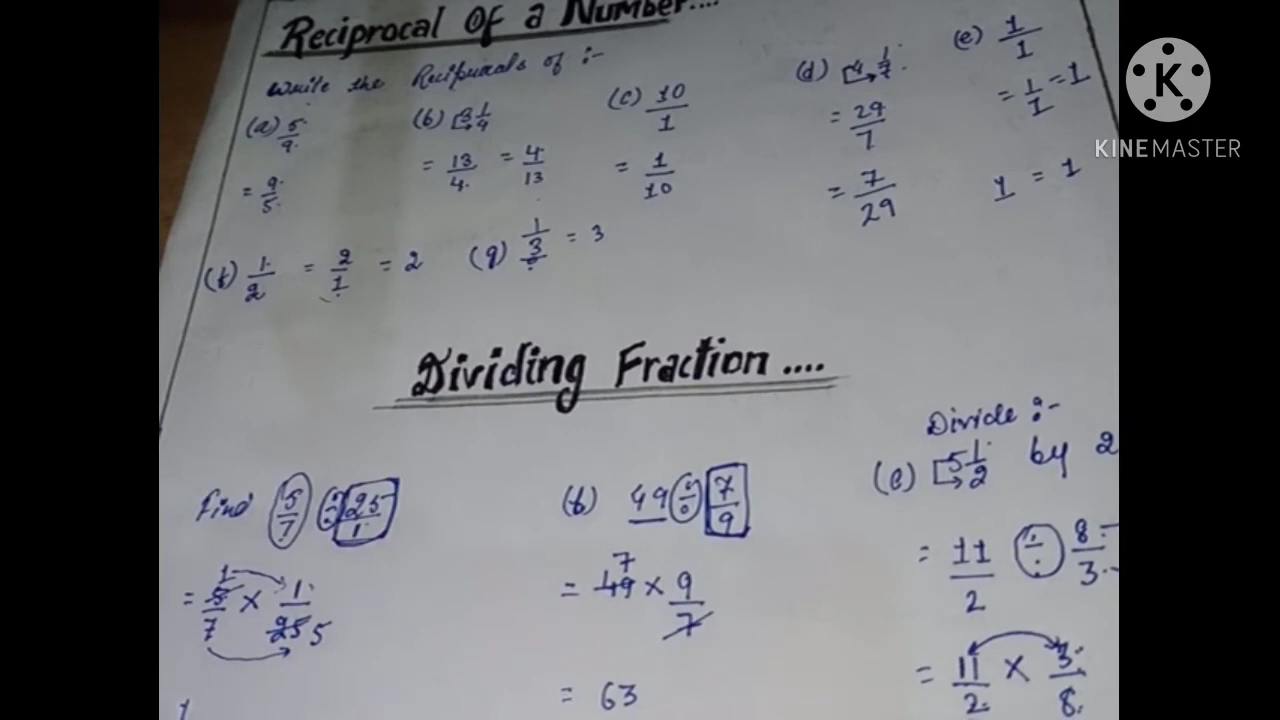 Reciprocal Of a Number....
Write the Reciprocals of :-
(a) 5/9
= 9/5
(b) 3 1/4
= 13/4 = 4/13
(c) 10/1
= 1/10
(d) 4 1/7
= 29/7
= 7/29
(e) 1/1
= 1/1 = 1
1 = 1
(f) 1/2 = 2/1 = 2
(g) 1/3 = 3
Dividing Fraction....
Find 5/7 ÷ 25/1
= 5/7 × 1/25
1
5
(b) 49 ÷ 7/9
7
= 49 × 9/7
= 63
Divide :-
(e) 5 1/2 by 2
= 11/2 ÷ 8/3
= 11/2 × 3/8
K
KINEMASTER